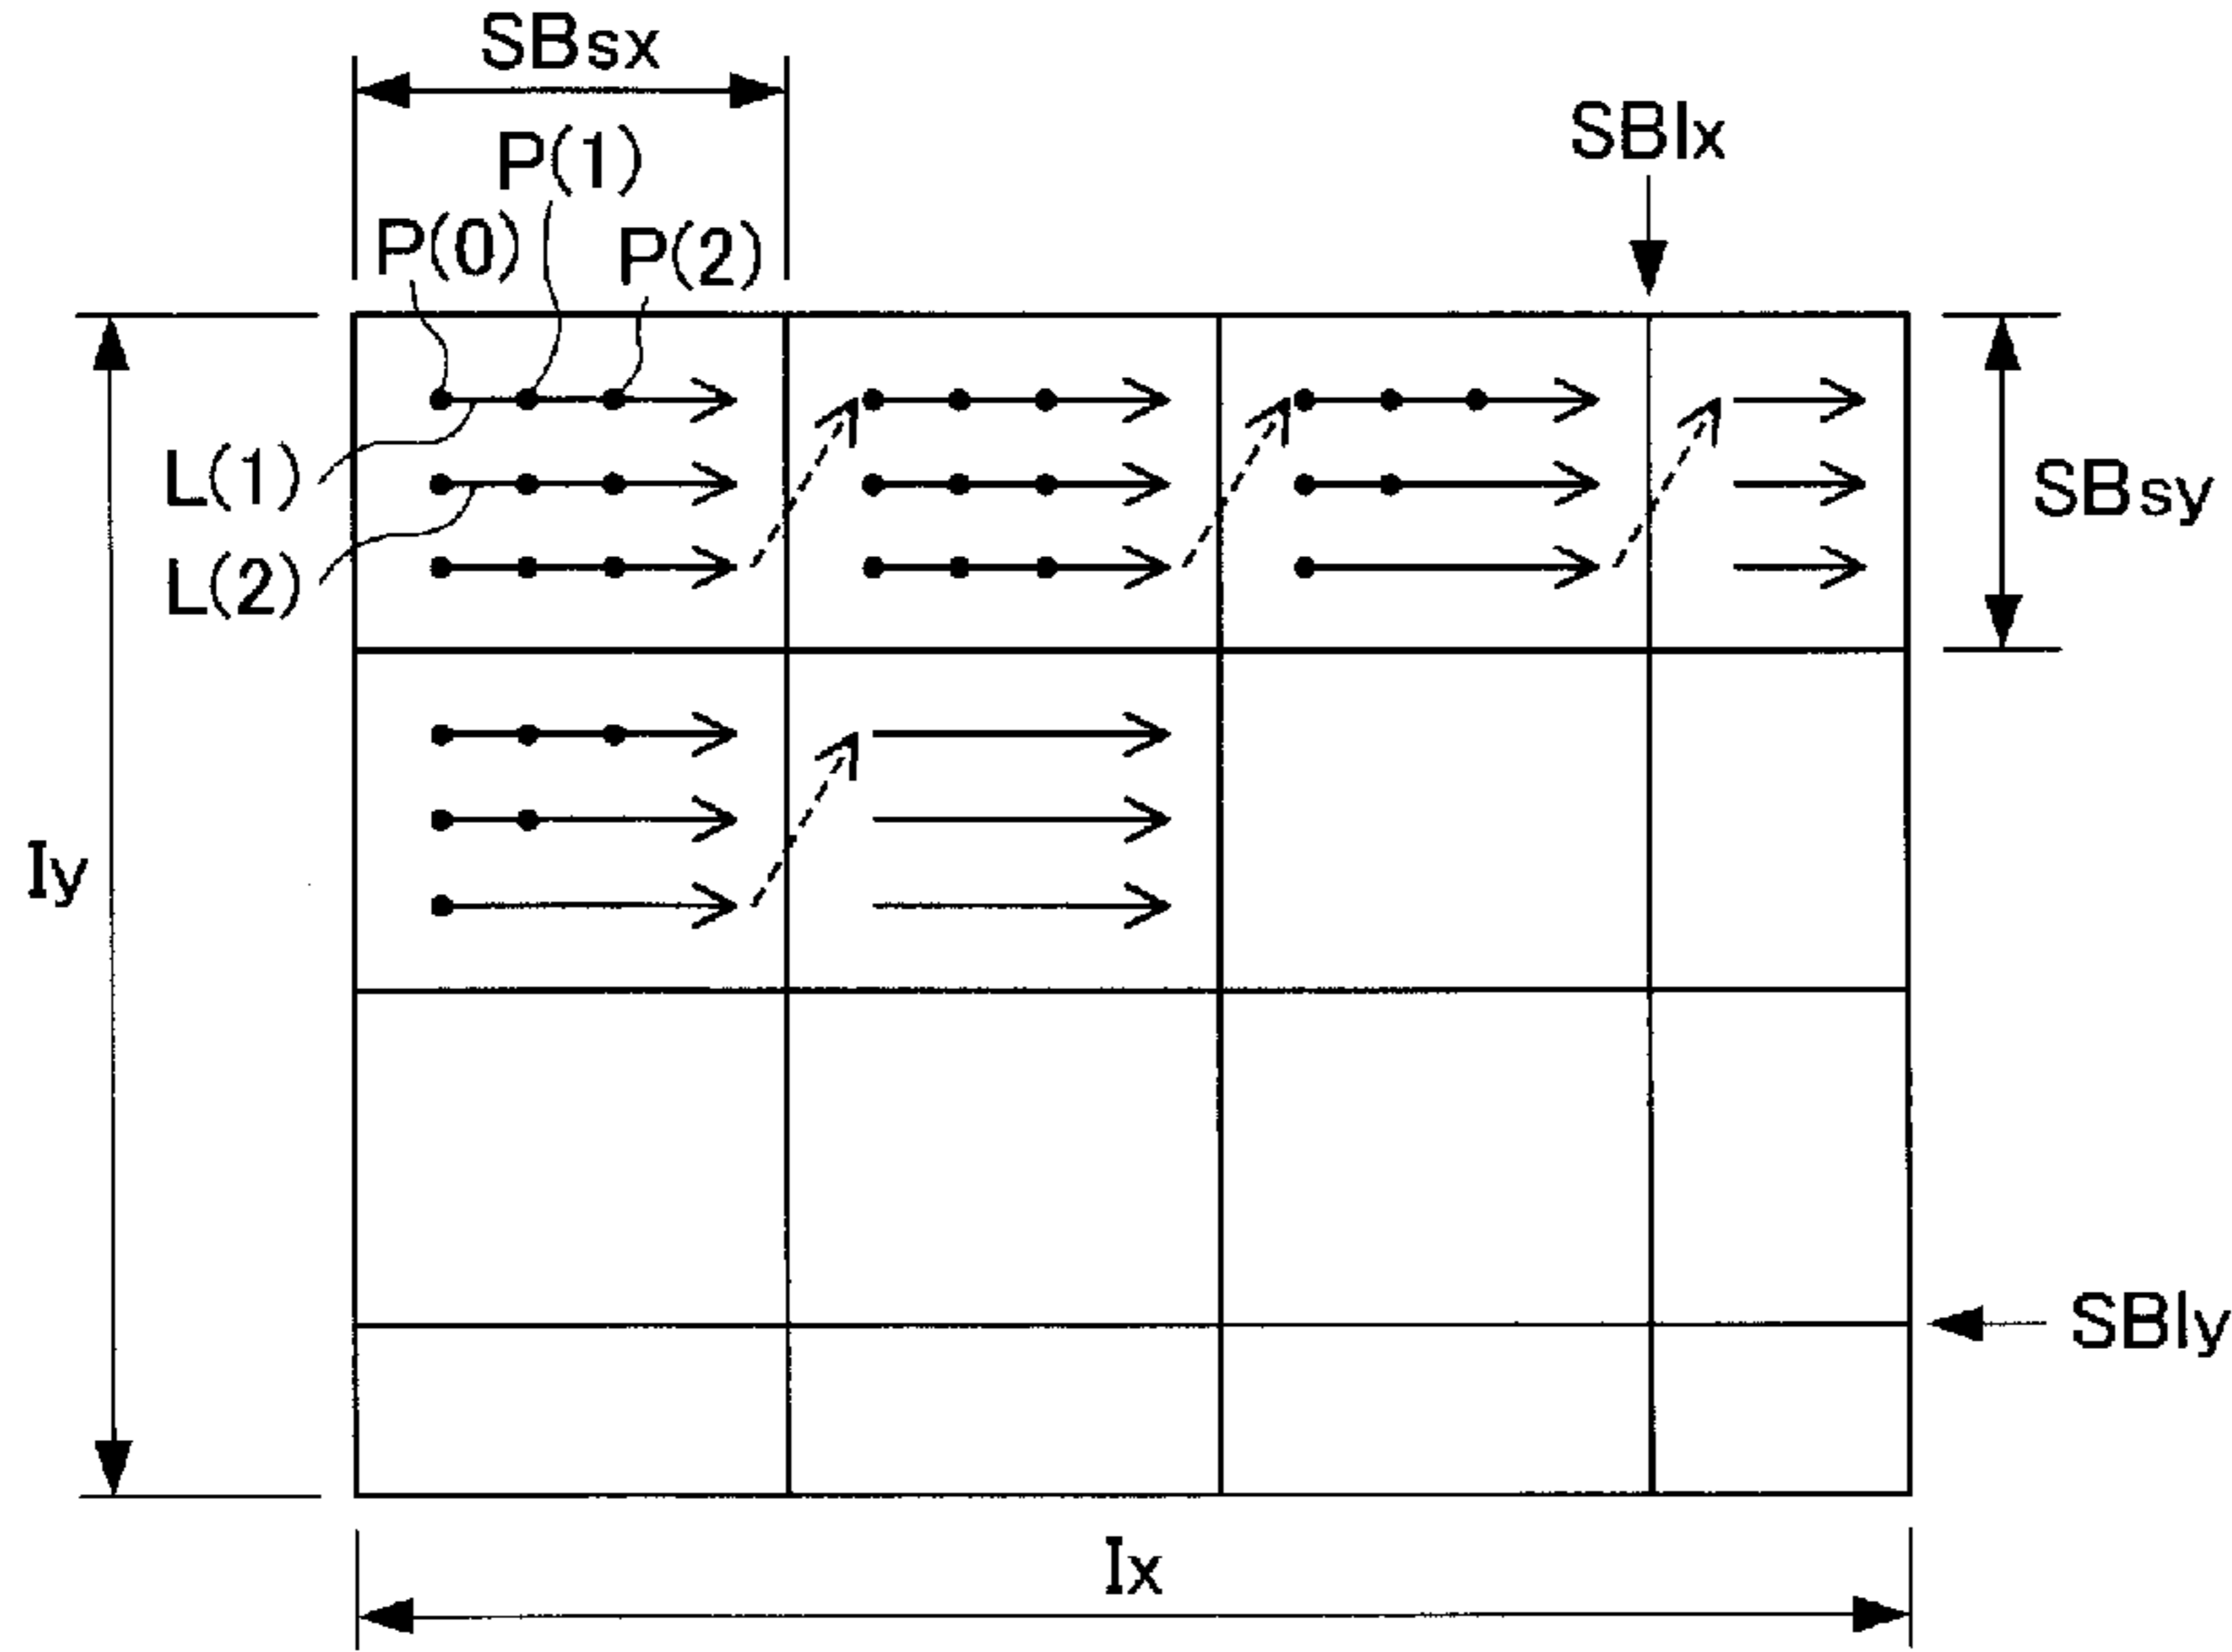 SBsx
P(1)
SBlx
P(0)
P(2)
L(1)
SBsy
L(2)
Iy
SBly
Ix